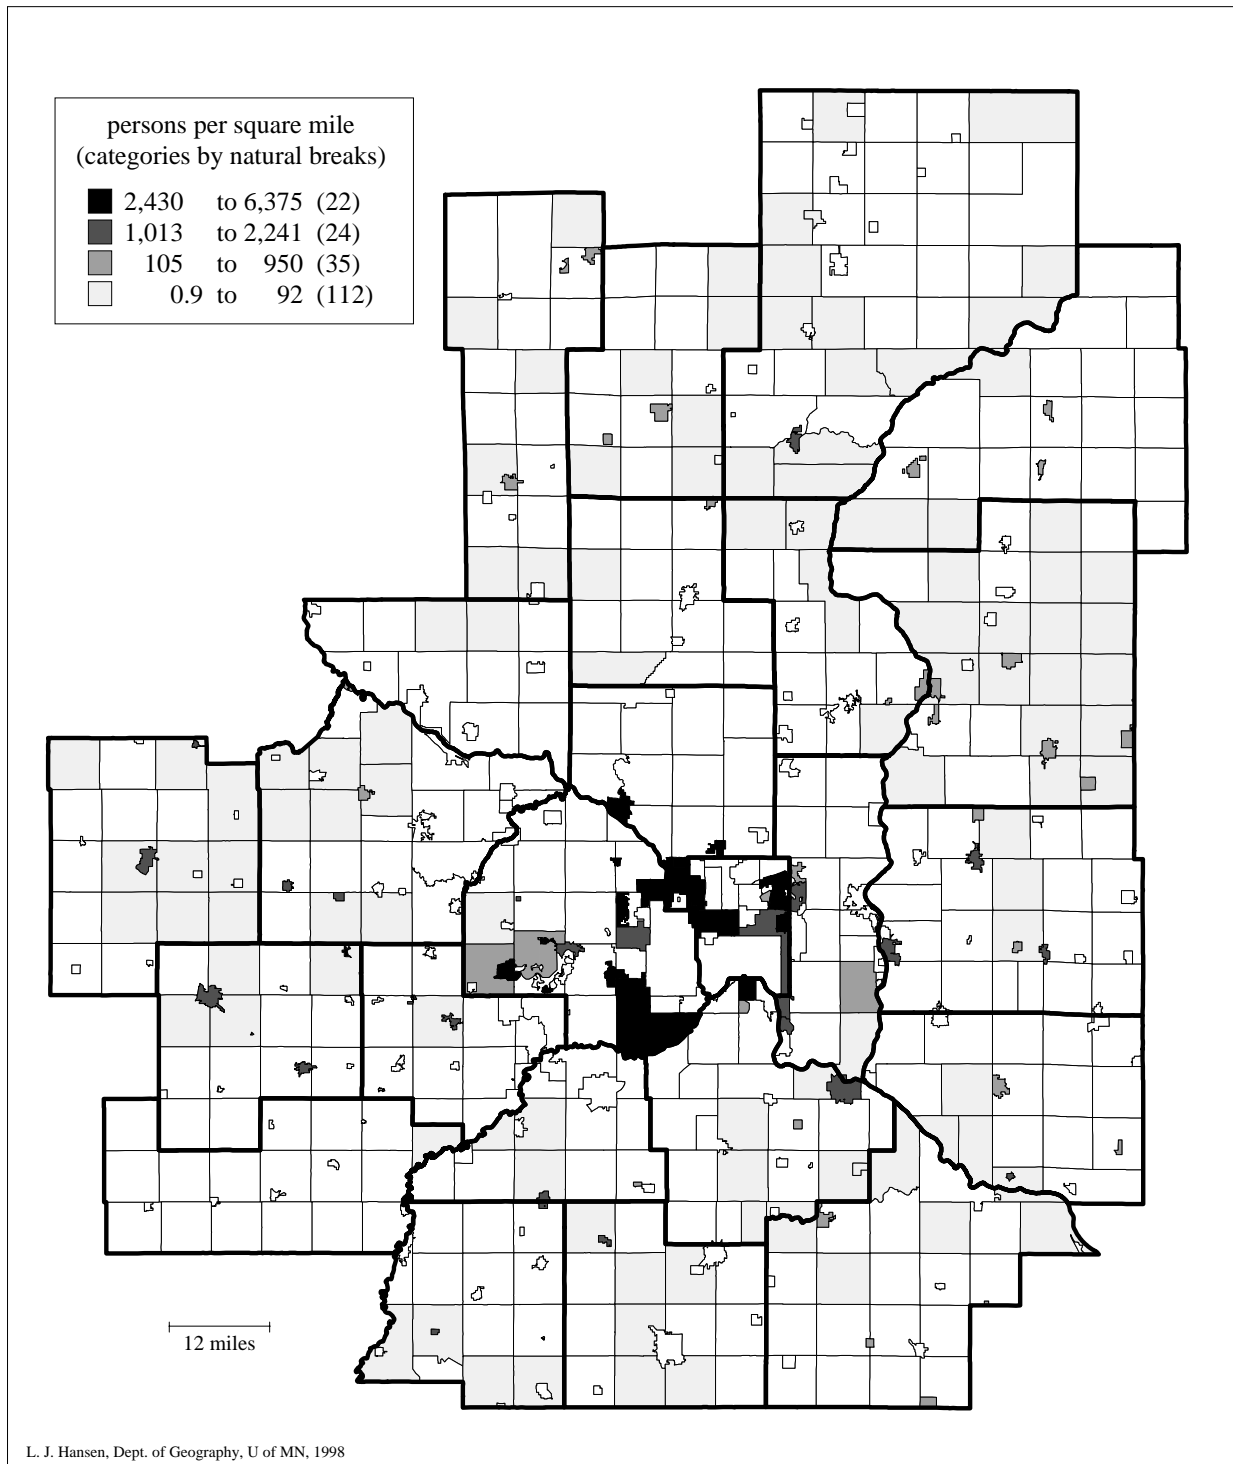 persons per square mile
(categories by natural breaks)
2,430 to 6,375 (22)
1,013 to 2,241 (24)
105 to 950 (35)
0.9 to 92 (112)
12 miles
L. J. Hansen, Dept. of Geography, U of MN, 1998